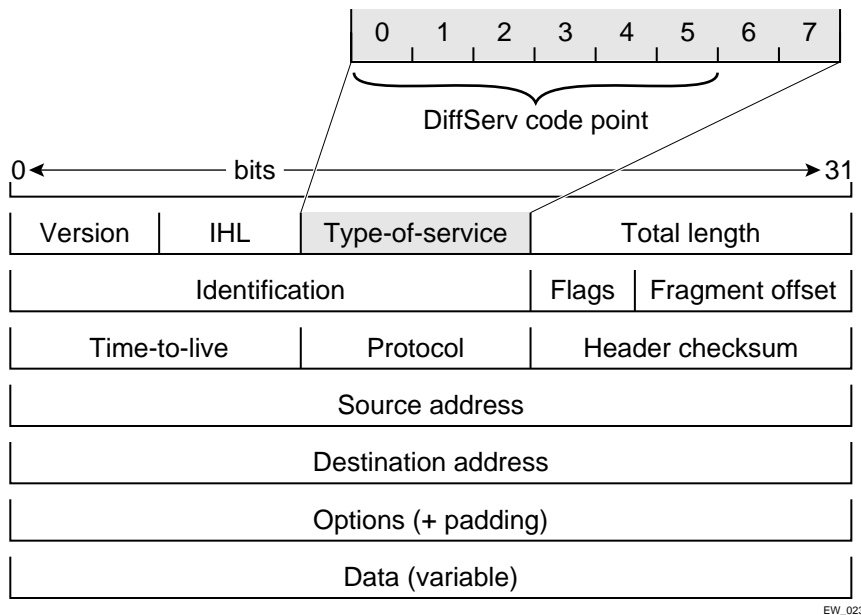 0 1 2 3 4 5 6 7
DiffServ code point
0 bits 31
Version IHL Type-of-service Total length
Identification Flags Fragment offset
Time-to-live Protocol Header checksum
Source address
Destination address
Options (+ padding)
Data (variable)
EW_023